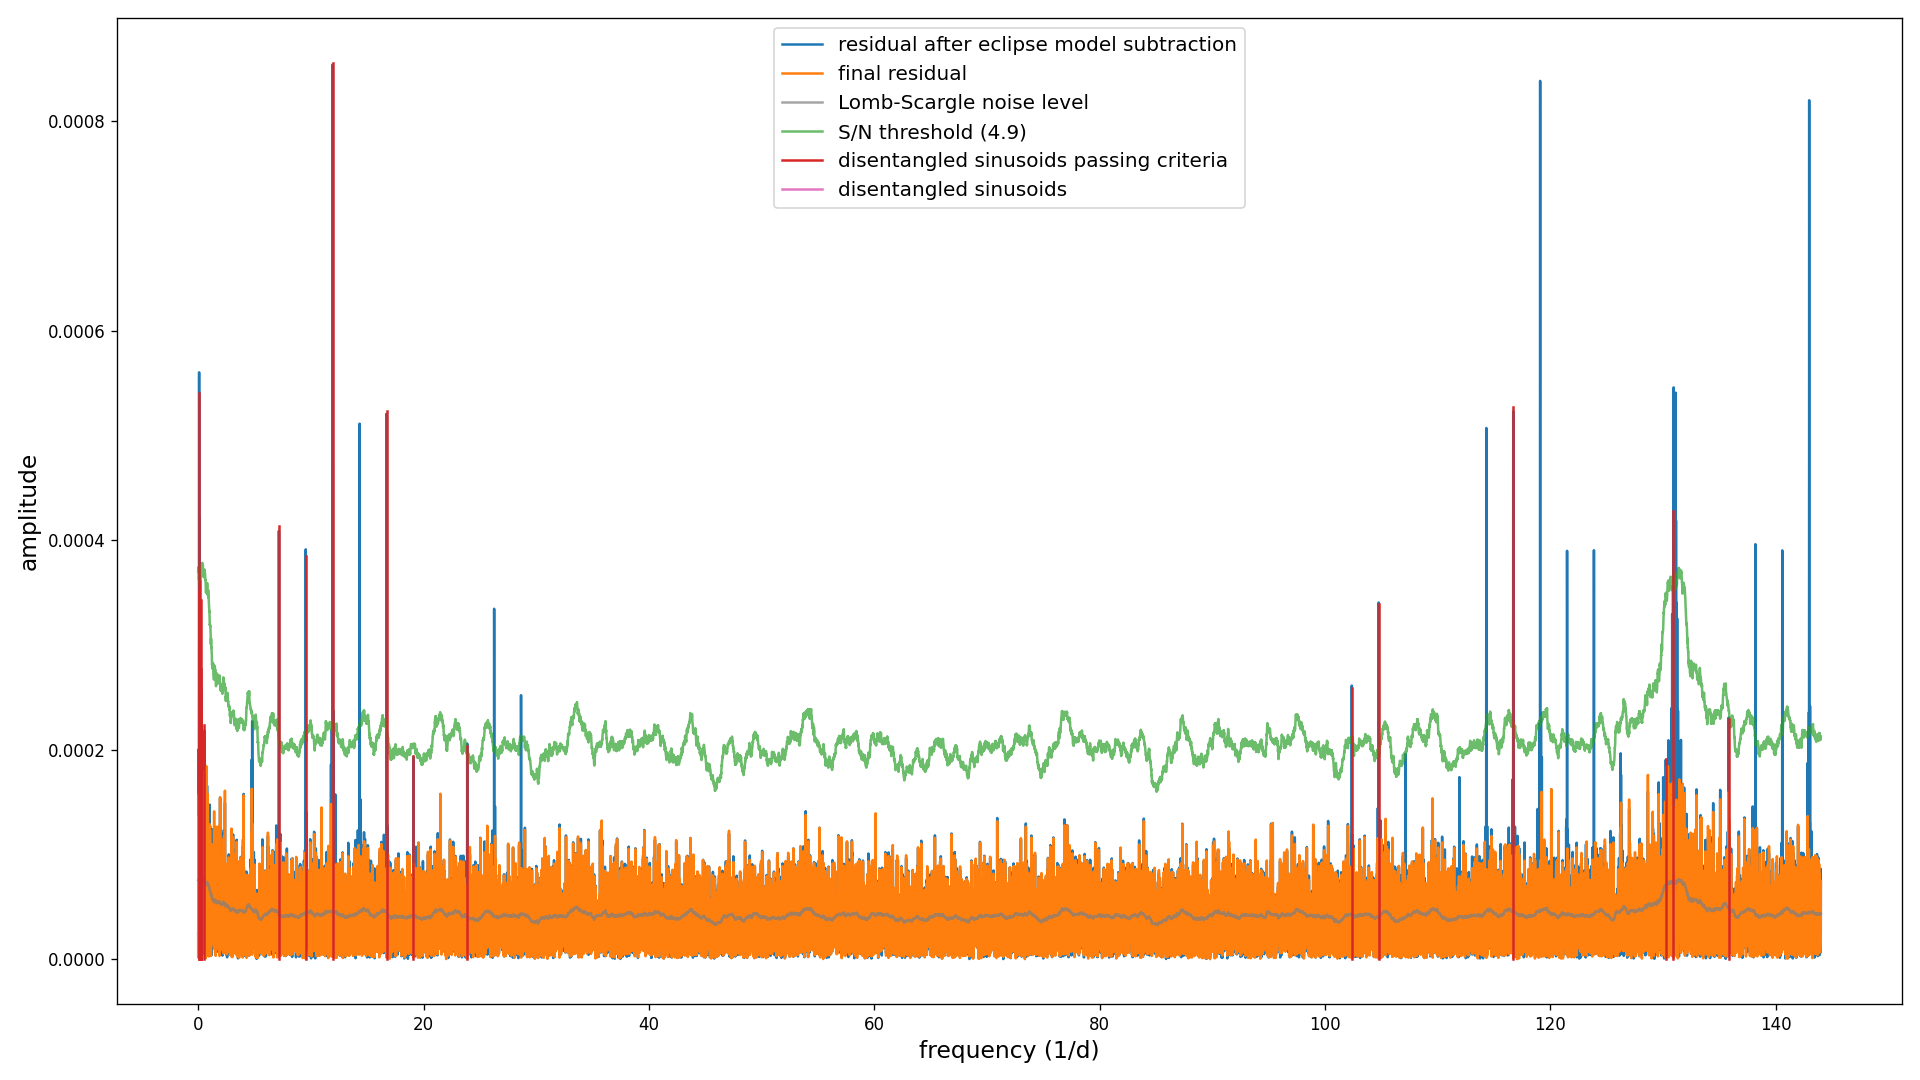 residual after eclipse model subtraction
final residual
Lomb-Scargle noise level
S/N threshold (4.9)
disentangled sinusoids passing criteria
disentangled sinusoids
amplitude
0.0008
0.0006
0.0004
0.0002
0.0000
0 20 40 60 80 100 120 140
frequency (1/d)